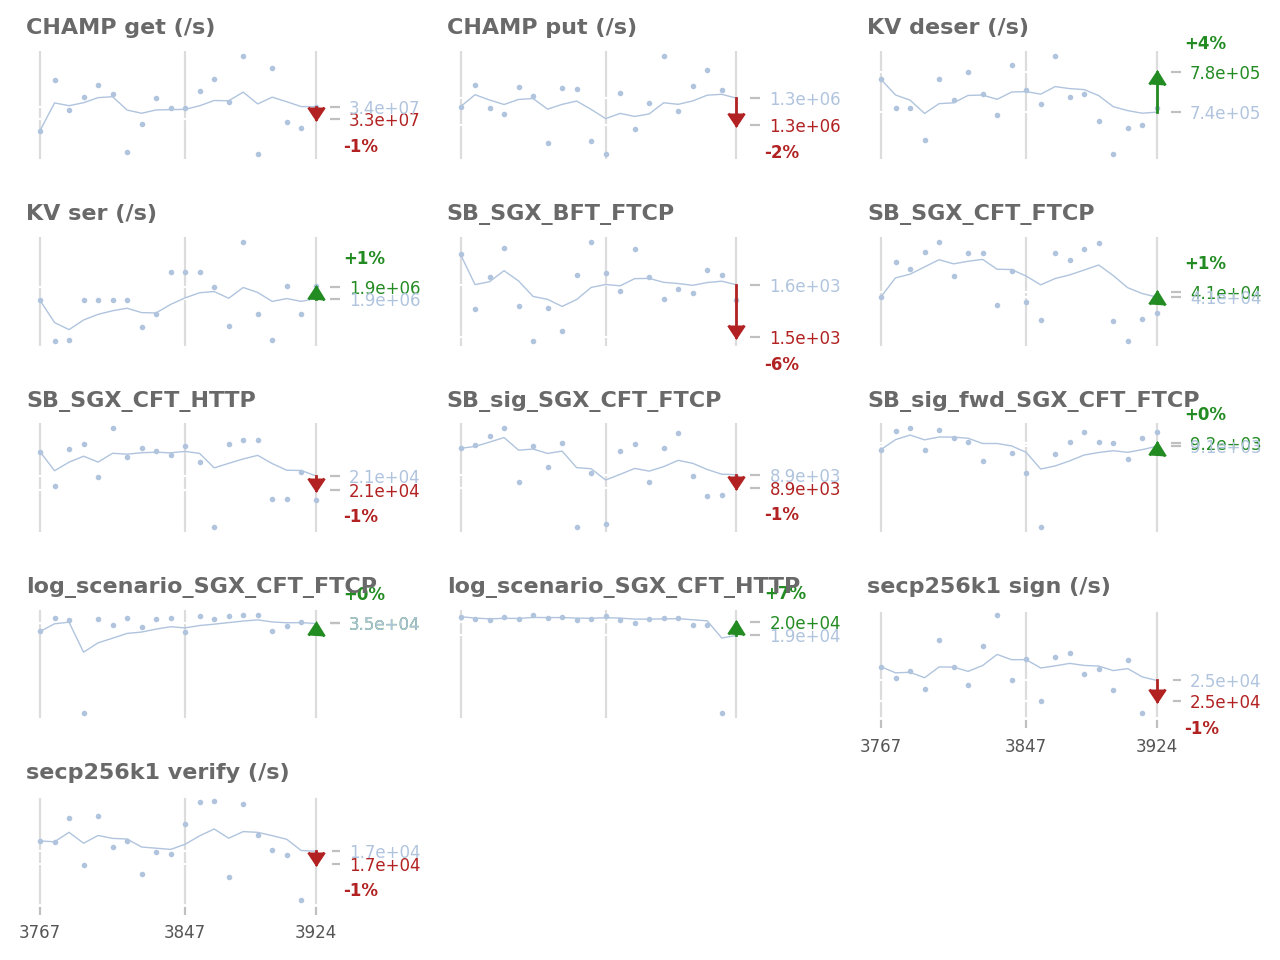 CHAMP get (/s)
3.4e+07
3.3e+07
-1%
CHAMP put (/s)
1.3e+06
1.3e+06
-2%
KV deser (/s)
+4%
7.8e+05
7.4e+05
KV ser (/s)
+1%
1.9e+06
1.9e+06
SB_SGX_BFT_FTCP
1.6e+03
1.5e+03
-6%
SB_SGX_CFT_FTCP
+1%
4.1e+04
4.1e+04
SB_SGX_CFT_HTTP
2.1e+04
2.1e+04
-1%
SB_sig_SGX_CFT_FTCP
8.9e+03
8.9e+03
-1%
SB_sig_fwd_SGX_CFT_FTCP
+0%
9.2e+03
9.1e+03
log_scenario_SGX_CFT_FTCP
+0%
3.5e+04
log_scenario_SGX_CFT_HTTP
+7%
2.0e+04
1.9e+04
secp256k1 sign (/s)
2.5e+04
2.5e+04
-1%
3767 3847 3924
secp256k1 verify (/s)
1.7e+04
1.7e+04
-1%
3767 3847 3924